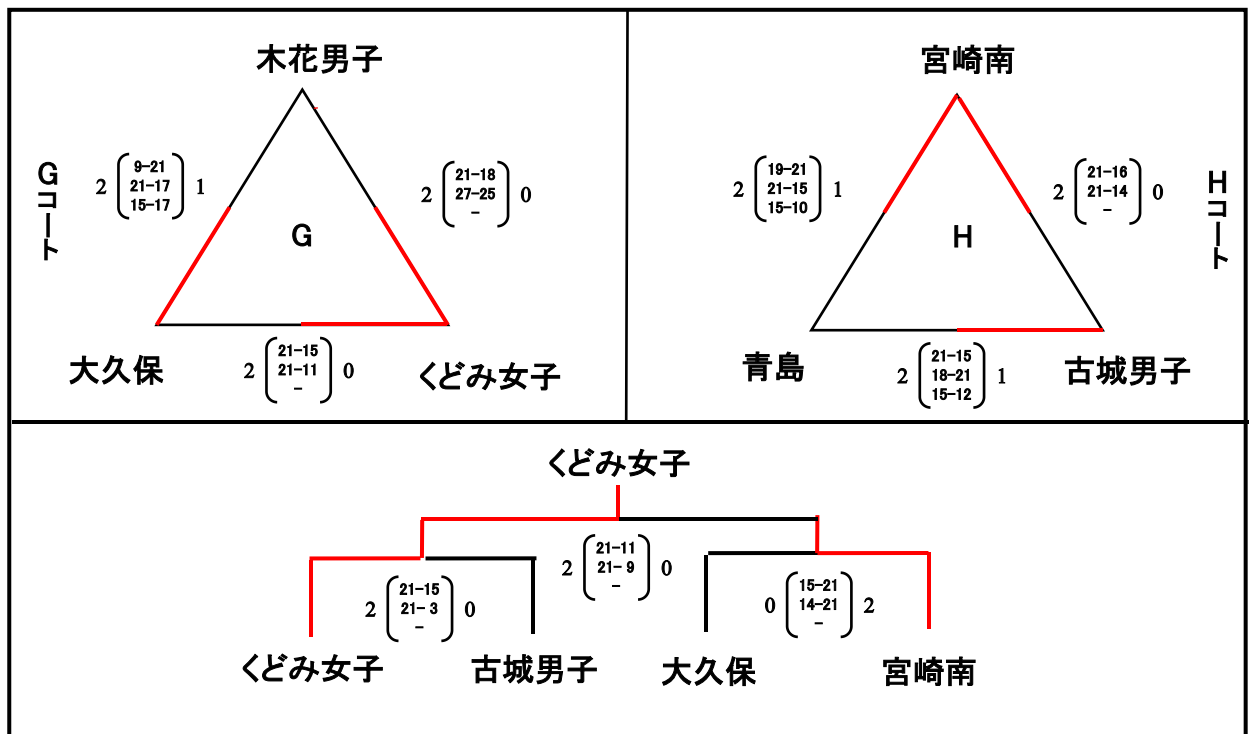 木花男子
Gコート
2 9-21 1
21-17
15-17
2 21-18 0
27-25
-
G
大久保
2 21-15 0
21-11
-
くどみ女子
宮崎南
2 19-21 1
21-15
15-10
2 21-16 0
21-14
-
Hコート
H
青島
2 21-15 1
18-21
15-12
古城男子
くどみ女子
2 21-11 0
21- 9
-
2 21-15 0
21- 3
-
0 15-21 2
14-21
-
くどみ女子
古城男子
大久保
宮崎南